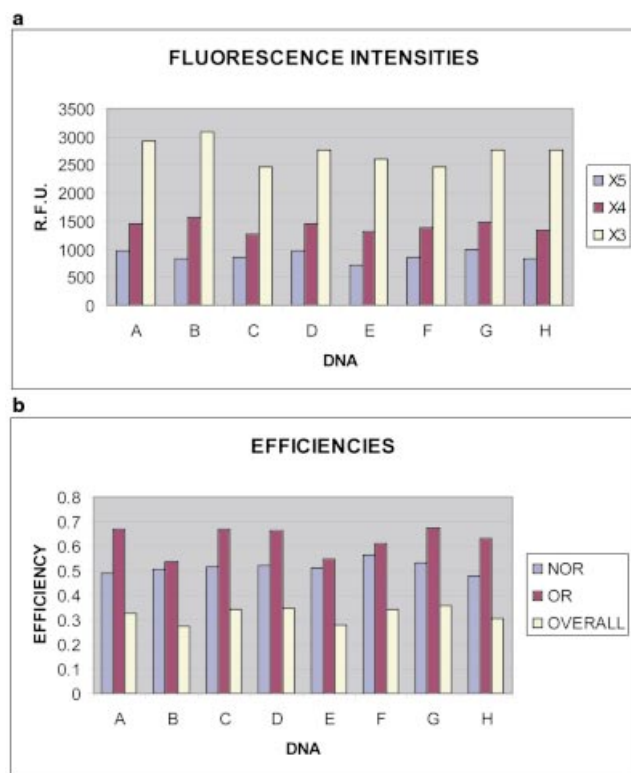 a
FLUORESCENCE INTENSITIES
3500
3000
2500
2000
1500
1000
500
0
R.F.U.
A B C D E F G H
DNA
X5
X4
X3
b
EFFICIENCIES
0.8
0.7
0.6
0.5
0.4
0.3
0.2
0.1
0
EFFICIENCY
A B C D E F G H
DNA
NOR
OR
OVERALL